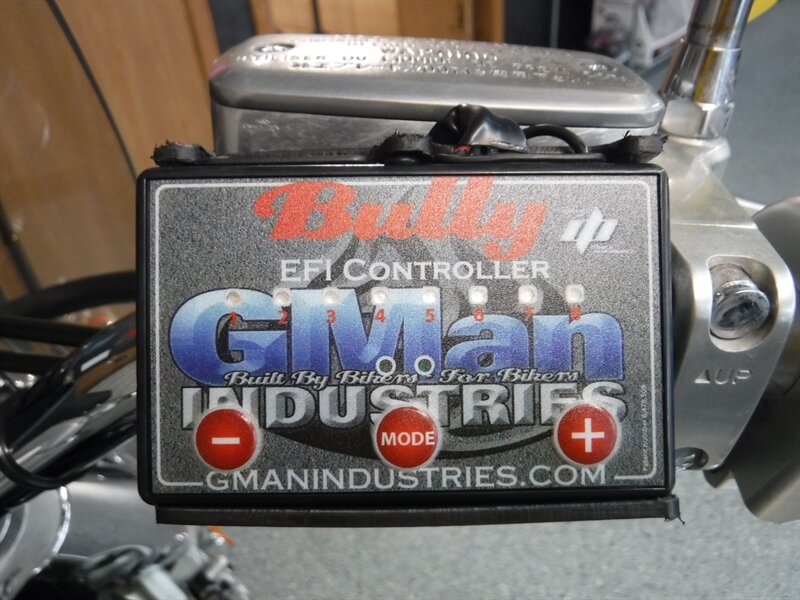 Bully
EFI CONTROLLER
1 2 3 4 5 6 7 8
GMan
Built By Bikers For Bikers
INDUSTRIES
- MODE +
GMANINDUSTRIES.COM
UP